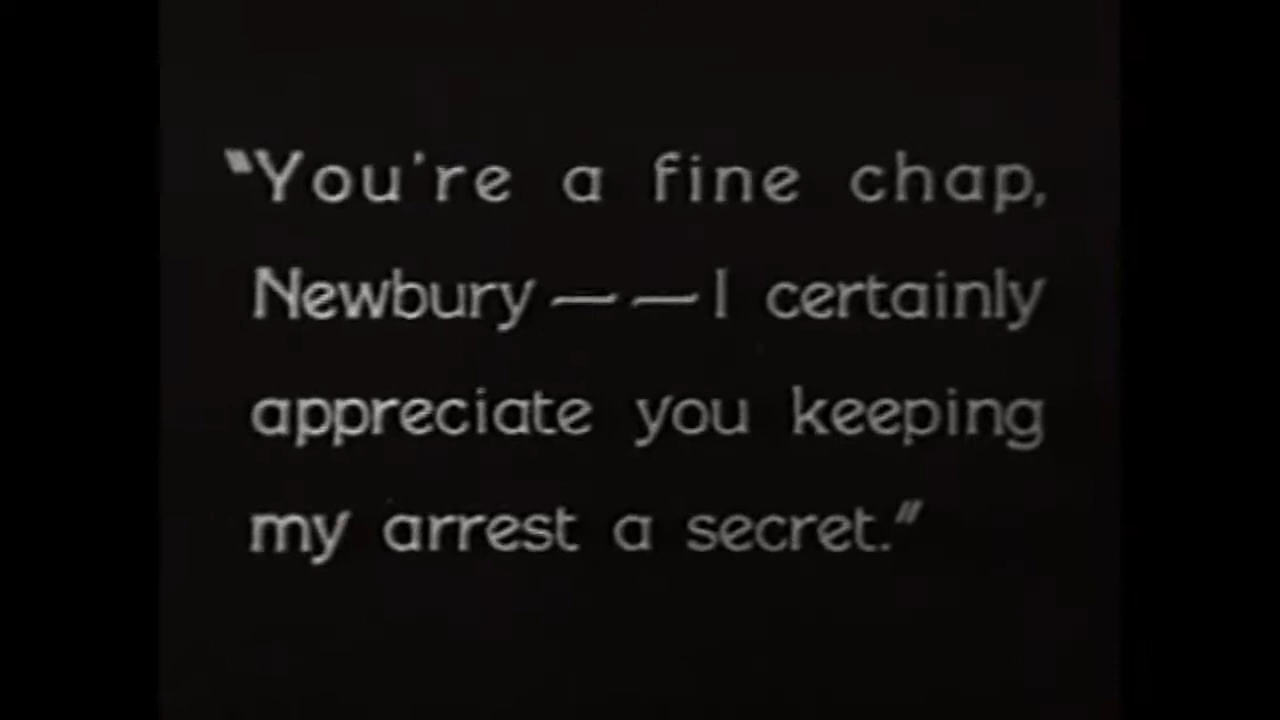 "You're a fine chap,
Newbury——I certainly
appreciate you keeping
my arrest a secret."